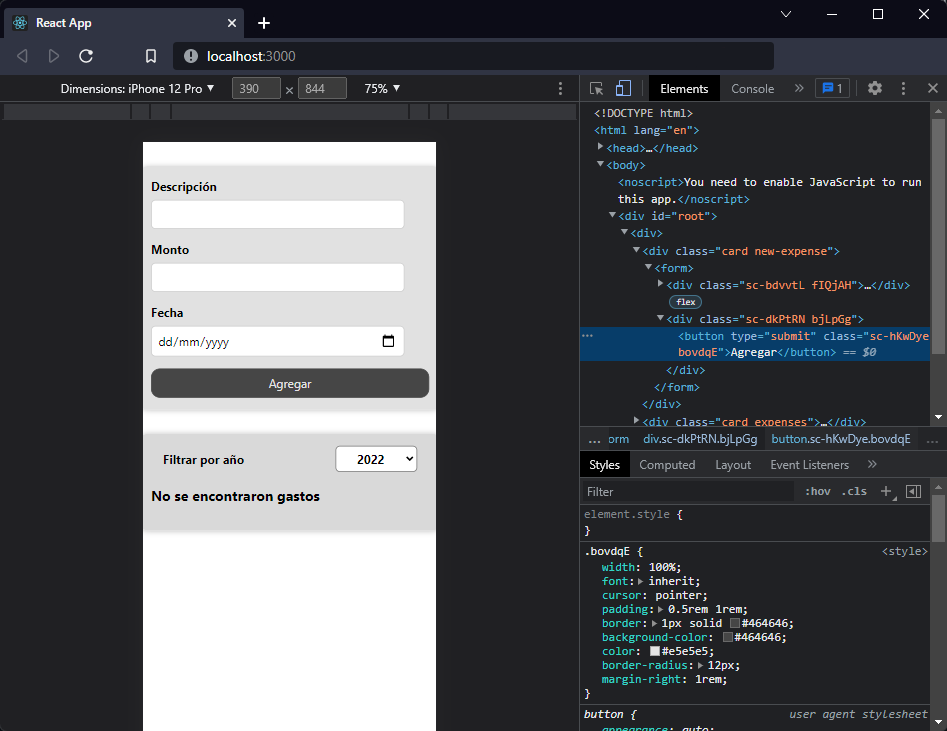 React App
localhost:3000
Dimensions: iPhone 12 Pro ▼ 390 × 844 75% ▼
Elements Console » 1
Descripción
Monto
Fecha
dd/mm/yyyy
Agregar
Filtrar por año 2022
No se encontraron gastos
<!DOCTYPE html>
<html lang="en">
<head>…</head>
<body>
<noscript>You need to enable JavaScript to run
this app.</noscript>
<div id="root">
<div>
<div class="card new-expense">
<form>
<div class="sc-bdvvtL fIQjAH">…</div>
flex
<div class="sc-dkPtRN bjLpGg">
<button type="submit" class="sc-hKwDye
bovdqE">Agregar</button> == $0
</div>
</form>
</div>
<div class="card expenses">…</div>
… orm div.sc-dkPtRN.bjLpGg button.sc-hKwDye.bovdqE …
Styles Computed Layout Event Listeners »
Filter :hov .cls +
element.style {
}
.bovdqE { <style>
width: 100%;
font: inherit;
cursor: pointer;
padding: 0.5rem 1rem;
border: 1px solid #464646;
background-color: #464646;
color: #e5e5e5;
border-radius: 12px;
margin-right: 1rem;
}
button { user agent stylesheet
appearance: auto;